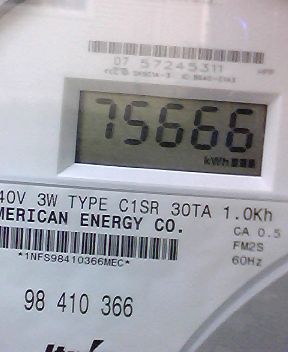 07 57245311
75666
kWh
40V 3W TYPE C1SR 30TA 1.0Kh
MERICAN ENERGY CO.
CA 0.5
FM2S
*1NFS98410366MEC*
60Hz
98 410 366